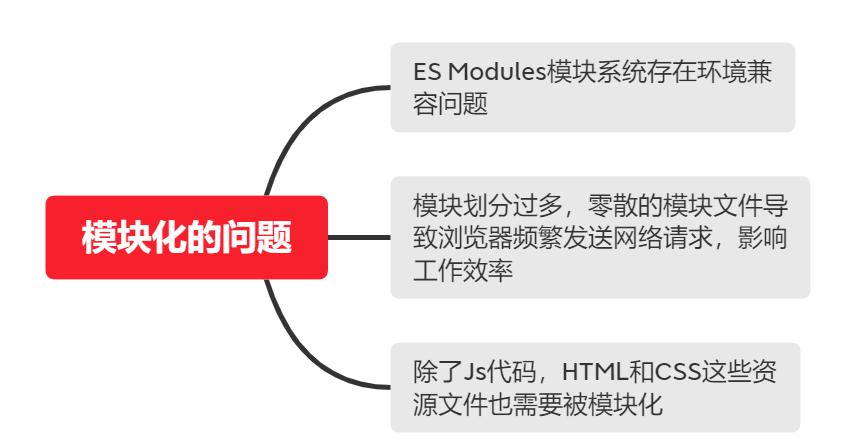 ES Modules模块系统存在环境兼
容问题
模块划分过多，零散的模块文件导
致浏览器频繁发送网络请求，影响
工作效率
模块化的问题
除了Js代码，HTML和CSS这些资
源文件也需要被模块化